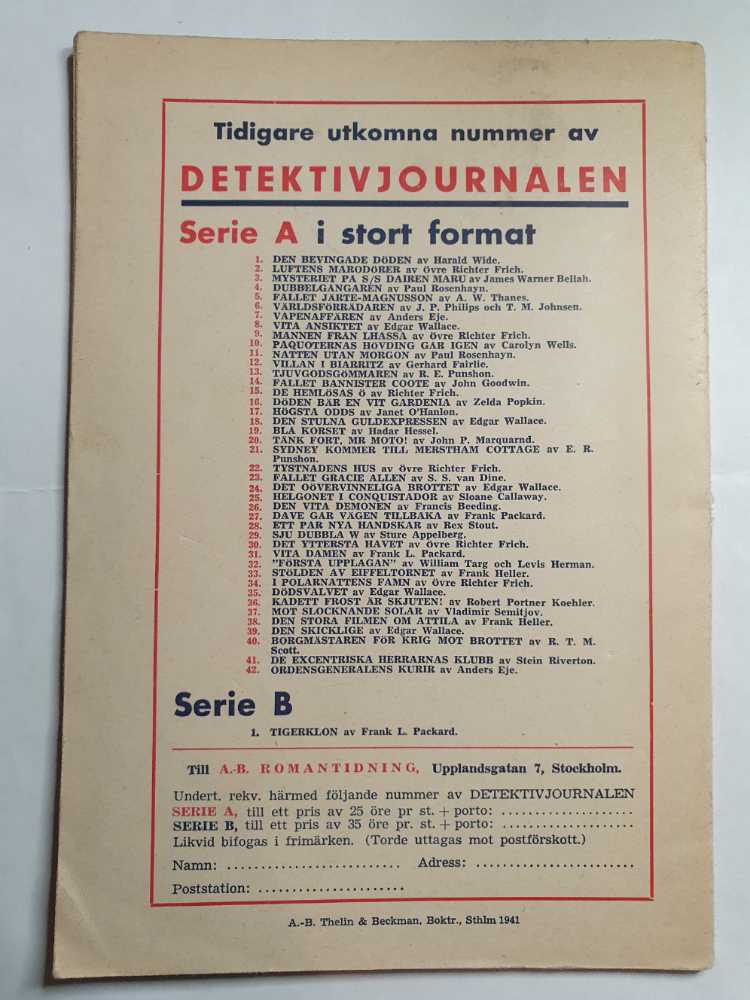 Tidigare utkomna nummer av
DETEKTIVJOURNALEN
Serie A i stort format
1. DEN BEVINGADE DÖDEN av Harald Wide.
2. LUFTENS MARODÖRER av Övre Richter Frich.
3. MYSTERIET PÅ S/S DAIREN MARU av James Warner Bellah.
4. DUBBELGÅNGAREN av Paul Rosenhayn.
5. FALLET JÄRTE-MAGNUSSON av A. W. Thanes.
6. VÄRLDSFÖRRÄDAREN av J. P. Philips och T. M. Johnsen.
7. VAPENAFFÄREN av Anders Eje.
8. VITA ANSIKTET av Edgar Wallace.
9. MANNEN FRÅN LHASSA av Övre Richter Frich.
10. PAQUOTERNAS HÖVDING GÅR IGEN av Carolyn Wells.
11. NATTEN UTAN MORGON av Paul Rosenhayn.
12. VILLAN I BIARRITZ av Gerhard Fairlie.
13. TJUVGODSGÖMMAREN av R. E. Punshon.
14. FALLET BANNISTER COOTE av John Goodwin.
15. DE HEMLÖSAS Ö av Richter Frich.
16. DÖDEN BÄR EN VIT GARDENIA av Zelda Popkin.
17. HÖGSTA ODDS av Janet O'Hanlon.
18. DEN STULNA GULDEXPRESSEN av Edgar Wallace.
19. BLÅ KORSET av Hadar Hessel.
20. TÄNK FORT, MR MOTO! av John P. Marquarnd.
21. SYDNEY KOMMER TILL MERSTHAM COTTAGE av E. R.
Punshon.
22. TYSTNADENS HUS av Övre Richter Frich.
23. FALLET GRACIE ALLEN av S. S. van Dine.
24. DET OÖVERVINNELIGA BROTTET av Edgar Wallace.
25. HELGONET I CONQUISTADOR av Sloane Callaway.
26. DEN VITA DEMONEN av Francis Beeding.
27. DAVE GAR VÄGEN TILLBAKA av Frank Packard.
28. ETT PAR NYA HANDSKAR av Rex Stout.
29. SJU DUBBLA W av Sture Appelberg.
30. DET YTTERSTA HAVET av Övre Richter Frich.
31. VITA DAMEN av Frank L. Packard.
32. "FÖRSTA UPPLAGAN" av William Targ och Levis Herman.
33. STÖLDEN AV EIFFELTORNET av Frank Heller.
34. I POLARNATTENS FAMN av Övre Richter Frich.
35. DÖDSVALVET av Edgar Wallace.
36. KADETT FROST ÄR SKJUTEN! av Robert Portner Koehler.
37. MOT SLOCKNANDE SOLAR av Vladimir Semitjov.
38. DEN STORA FILMEN OM ATTILA av Frank Heller.
39. DEN SKICKLIGE av Edgar Wallace.
40. BORGMÄSTAREN FÖR KRIG MOT BROTTET av R. T. M.
Scott.
41. DE EXCENTRISKA HERRARNAS KLUBB av Stein Riverton.
42. ORDENSGENERALENS KURIR av Anders Eje.
Serie B
1. TIGERKLON av Frank L. Packard.
Till A.-B. ROMANTIDNING, Upplandsgatan 7, Stockholm.
Undert. rekv. härmed följande nummer av DETEKTIVJOURNALEN
SERIE A, till ett pris av 25 öre pr st. + porto: ....................
SERIE B, till ett pris av 35 öre pr. st. + porto: ....................
Likvid bifogas i frimärken. (Torde uttagas mot postförskott.)
Namn: .......................... Adress: ........................
Poststation: ......................
A.-B. Thelin & Beckman, Boktr., Sthlm 1941